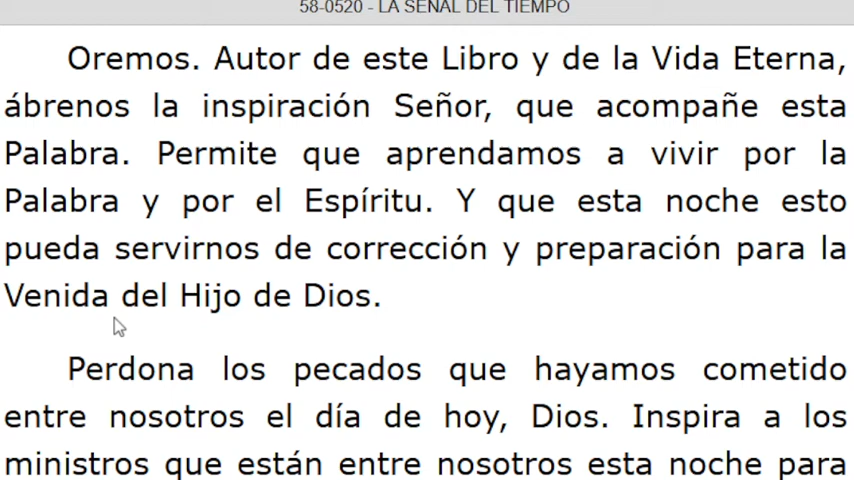 58-0520 - LA SEÑAL DEL TIEMPO
Oremos. Autor de este Libro y de la Vida Eterna,
ábrenos la inspiración Señor, que acompañe esta
Palabra. Permite que aprendamos a vivir por la
Palabra y por el Espíritu. Y que esta noche esto
pueda servirnos de corrección y preparación para la
Venida del Hijo de Dios.
Perdona los pecados que hayamos cometido
entre nosotros el día de hoy, Dios. Inspira a los
ministros que están entre nosotros esta noche para